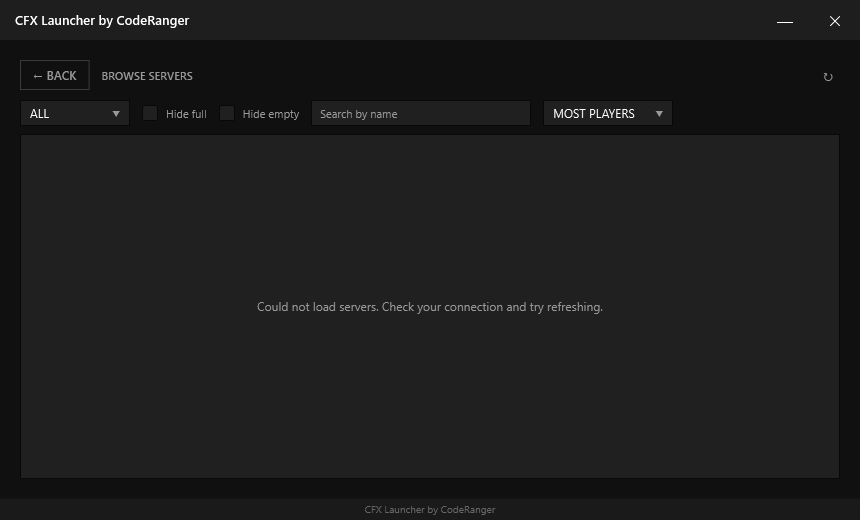 CFX Launcher by CodeRanger
← BACK BROWSE SERVERS
ALL Hide full Hide empty Search by name MOST PLAYERS
Could not load servers. Check your connection and try refreshing.
CFX Launcher by CodeRanger